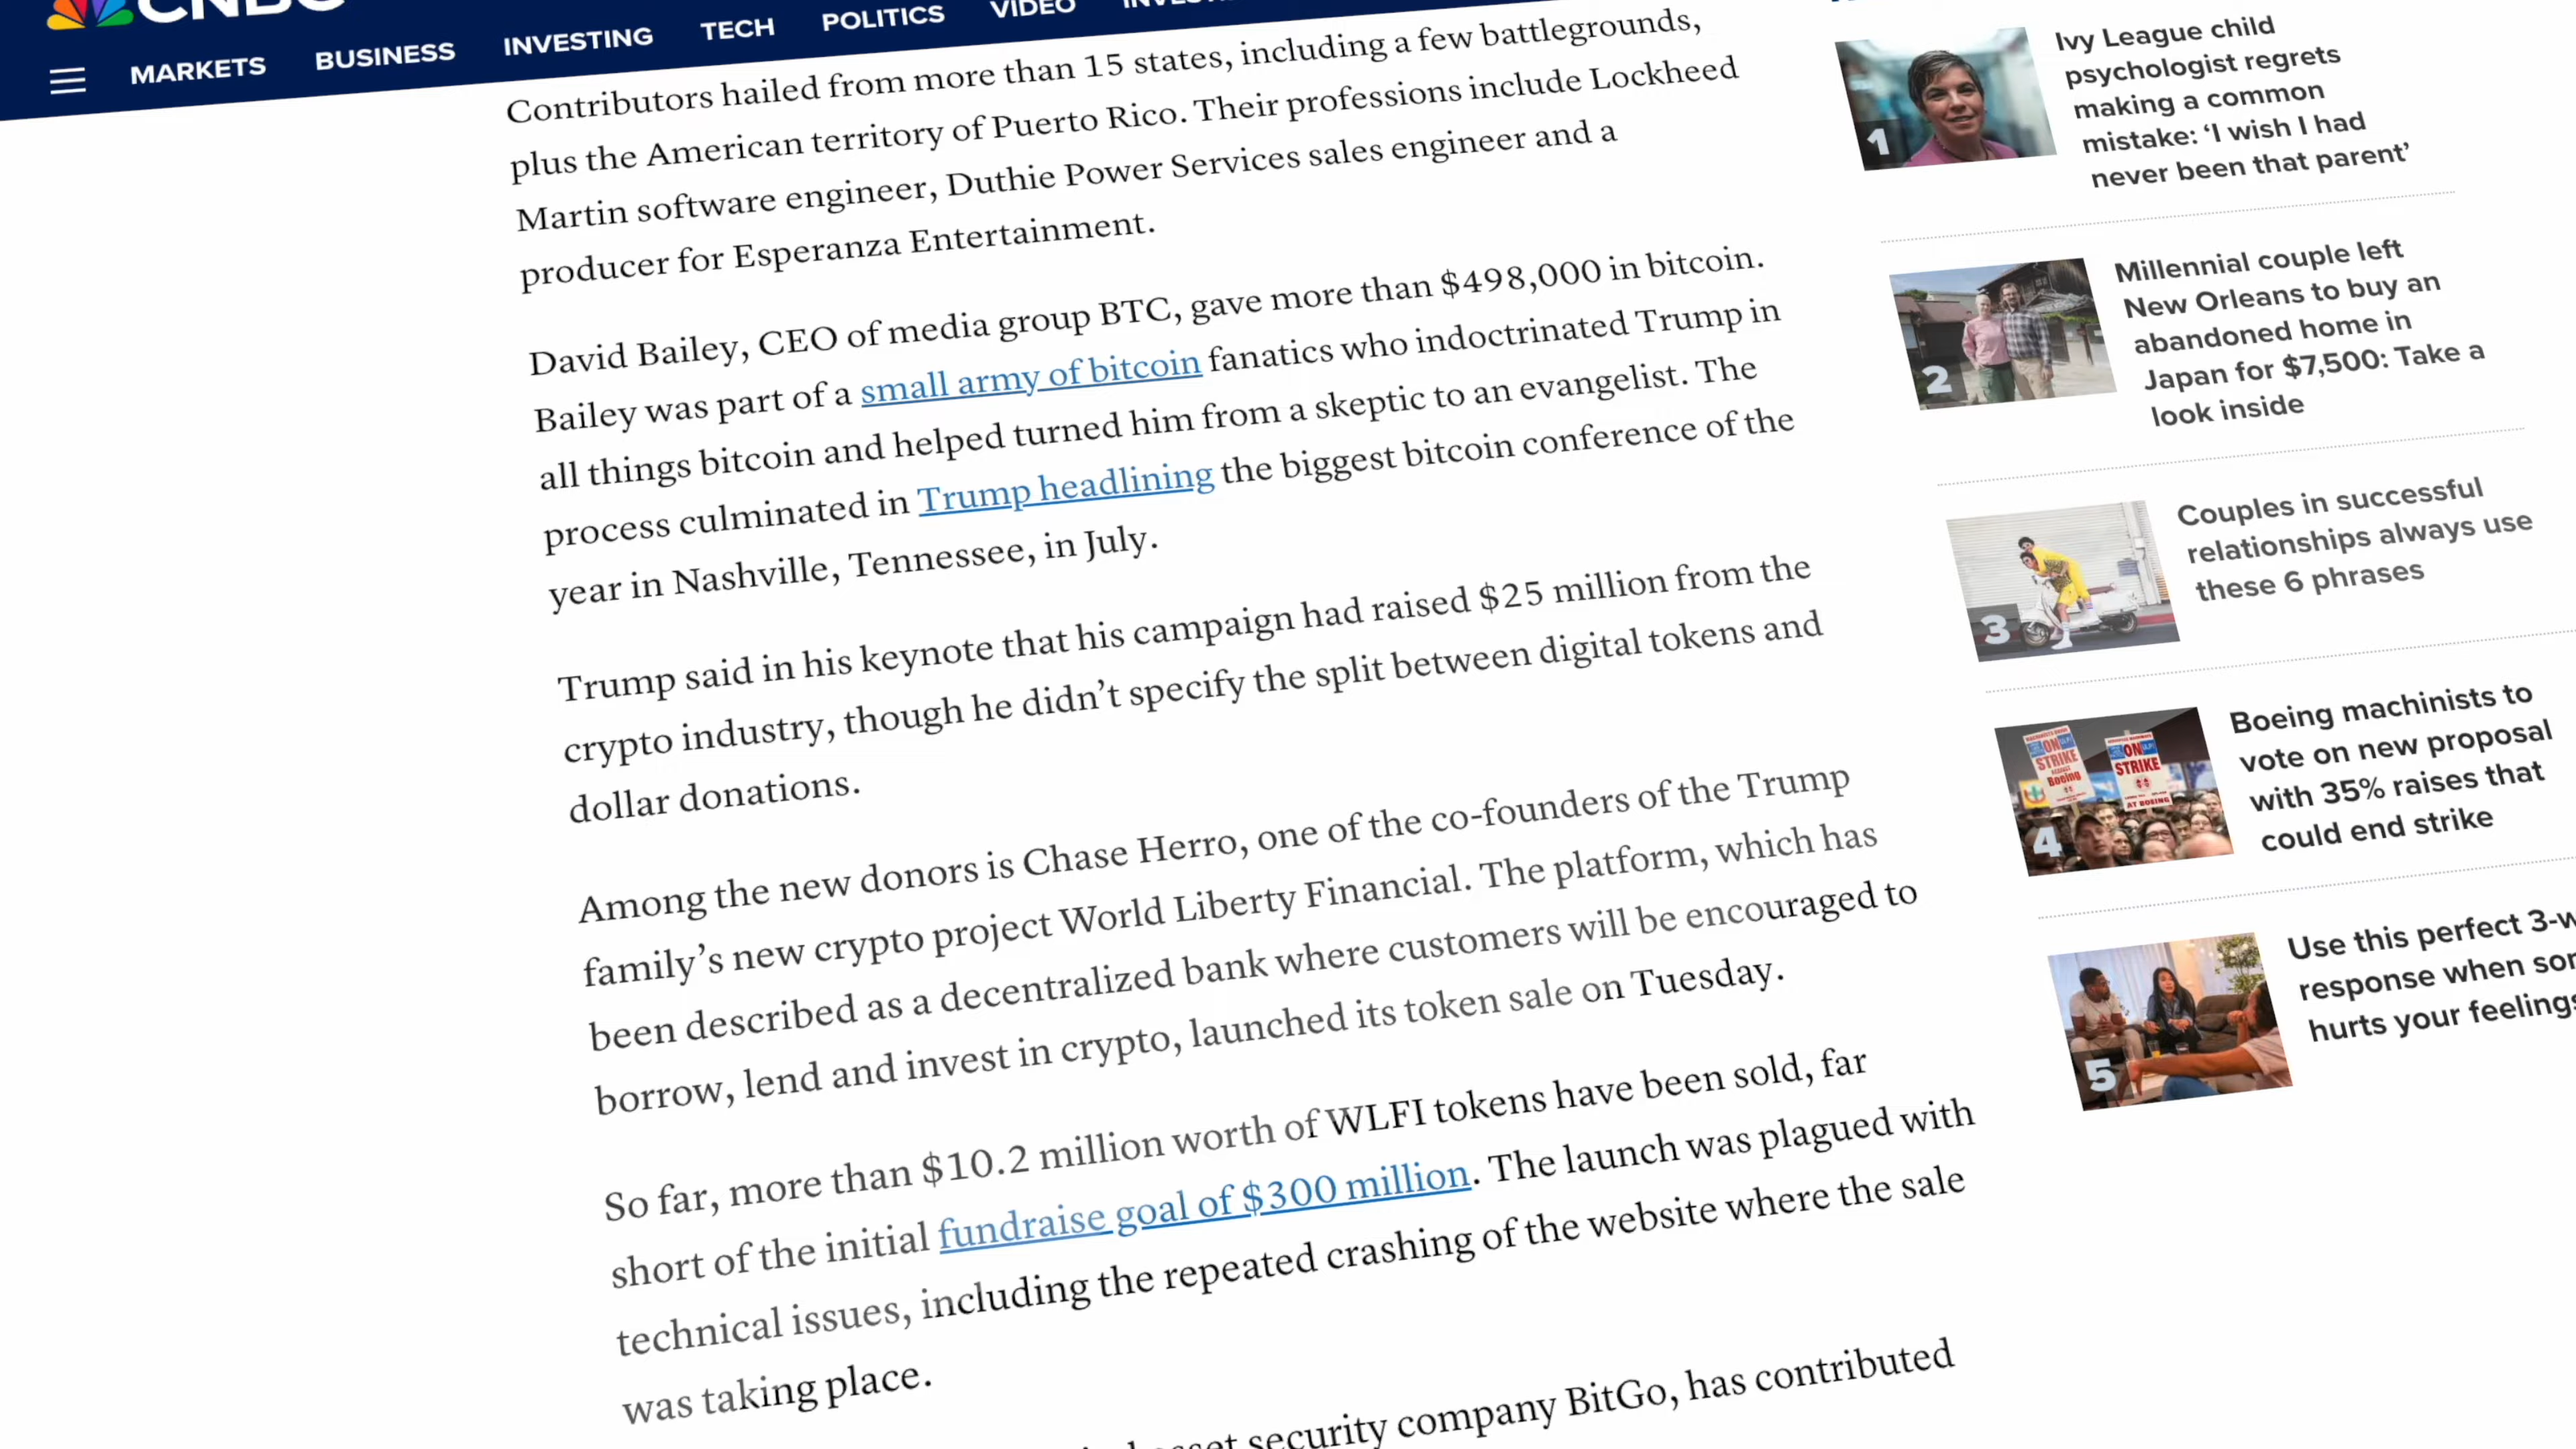 CNBC
MARKETS
BUSINESS
INVESTING
TECH
POLITICS
VIDEO
Contributors hailed from more than 15 states, including a few battlegrounds,
plus the American territory of Puerto Rico. Their professions include Lockheed
Martin software engineer, Duthie Power Services sales engineer and a
producer for Esperanza Entertainment.
David Bailey, CEO of media group BTC, gave more than $498,000 in bitcoin.
Bailey was part of a small army of bitcoin fanatics who indoctrinated Trump in
all things bitcoin and helped turned him from a skeptic to an evangelist. The
process culminated in Trump headlining the biggest bitcoin conference of the
year in Nashville, Tennessee, in July.
Trump said in his keynote that his campaign had raised $25 million from the
crypto industry, though he didn’t specify the split between digital tokens and
dollar donations.
Among the new donors is Chase Herro, one of the co-founders of the Trump
family’s new crypto project World Liberty Financial. The platform, which has
been described as a decentralized bank where customers will be encouraged to
borrow, lend and invest in crypto, launched its token sale on Tuesday.
So far, more than $10.2 million worth of WLFI tokens have been sold, far
short of the initial fundraise goal of $300 million. The launch was plagued with
technical issues, including the repeated crashing of the website where the sale
was taking place.
security company BitGo, has contributed
1
Ivy League child
psychologist regrets
making a common
mistake: ‘I wish I had
never been that parent’
2
Millennial couple left
New Orleans to buy an
abandoned home in
Japan for $7,500: Take a
look inside
3
Couples in successful
relationships always use
these 6 phrases
ON
STRIKE
Boeing
ON
STRIKE
AT BOEING
4
Boeing machinists to
vote on new proposal
with 35% raises that
could end strike
5
Use this perfect
response when
hurts your